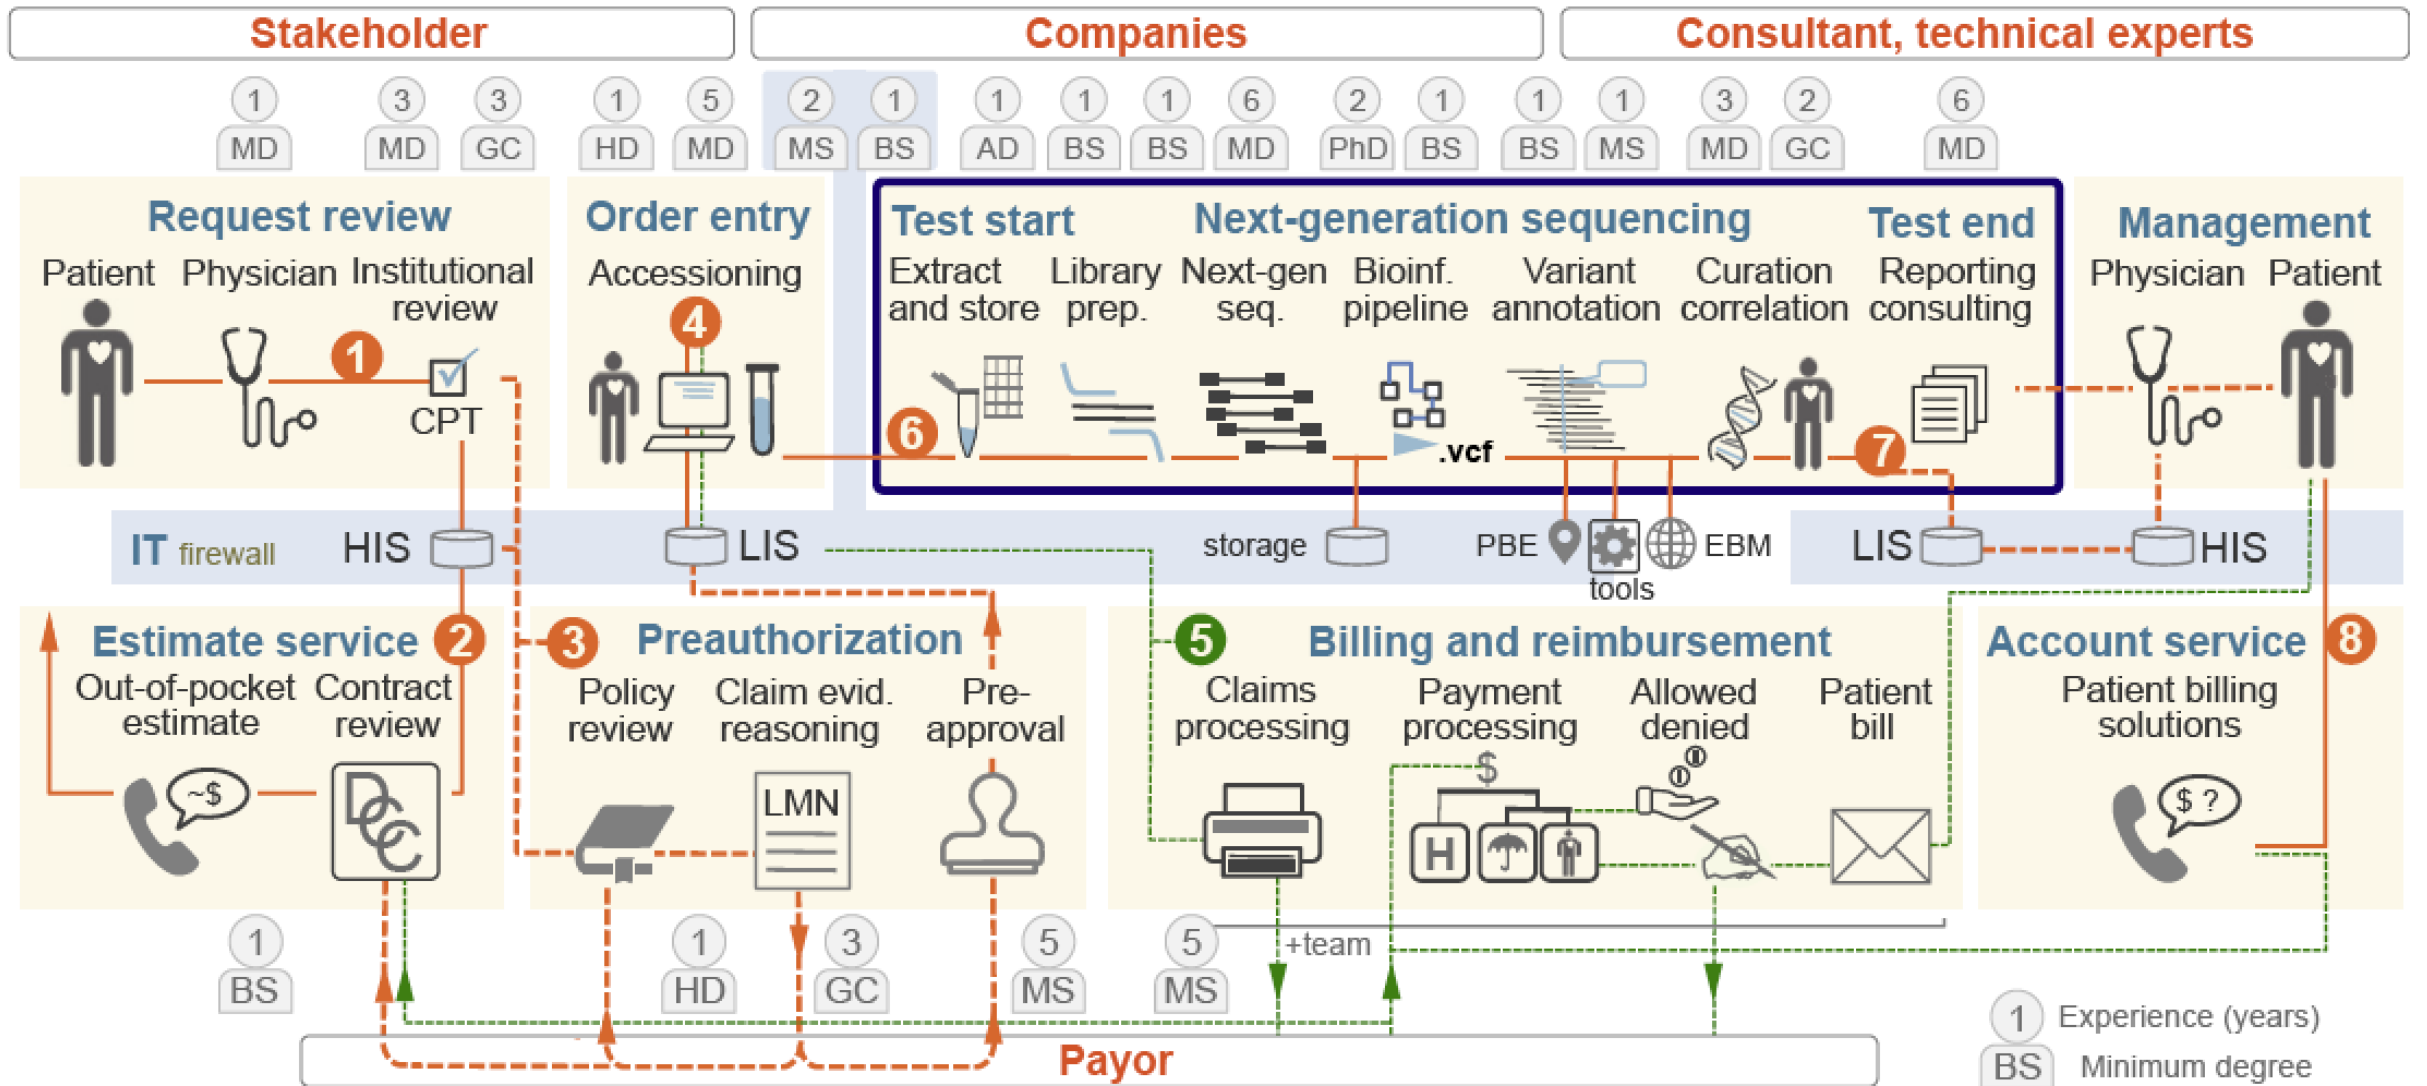 Stakeholder
Companies
Consultant, technical experts
1 3 3 1 5 2 1 1 1 1 6 2 1 1 1 3 2 6
MD MD GC HD MD MS BS AD BS BS MD PhD BS BS MS MD GC MD
Request review
Patient
Physician
Institutional
review
1
CPT
Order entry
Accessioning
4
Test start
Next-generation sequencing
Test end
Extract
and store
Library
prep.
Next-gen
seq.
Bioinf.
pipeline
Variant
annotation
Curation
correlation
Reporting
consulting
6
.vcf
7
Management
Physician
Patient
IT firewall
HIS
LIS
storage
PBE
tools
EBM
LIS
HIS
Estimate service
2
Out-of-pocket
estimate
Contract
review
~$
DCC
3
Preauthorization
Policy
review
Claim evid.
reasoning
Pre-
approval
LMN
5
Billing and reimbursement
Claims
processing
Payment
processing
Allowed
denied
Patient
bill
$
H
Account service
8
Patient billing
solutions
$ ?
1 1 3 5 5
BS HD GC MS MS
+team
Payor
1 Experience (years)
BS Minimum degree